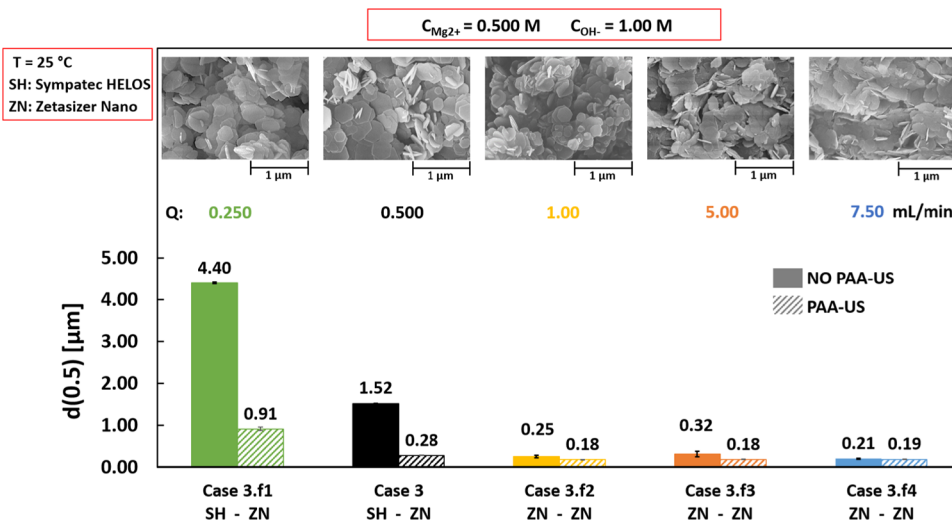 C_Mg2+ = 0.500 M C_OH- = 1.00 M
T = 25 °C
SH: Sympatec HELOS
ZN: Zetasizer Nano
1 µm 1 µm 1 µm 1 µm 1 µm
Q: 0.250 0.500 1.00 5.00 7.50 mL/min
d(0.5) [µm]
5.00
4.00
3.00
2.00
1.00
0.00
4.40
0.91
1.52
0.28
0.25
0.18
0.32
0.18
0.21
0.19
NO PAA-US
PAA-US
Case 3.f1 Case 3 Case 3.f2 Case 3.f3 Case 3.f4
SH - ZN SH - ZN ZN - ZN ZN - ZN ZN - ZN